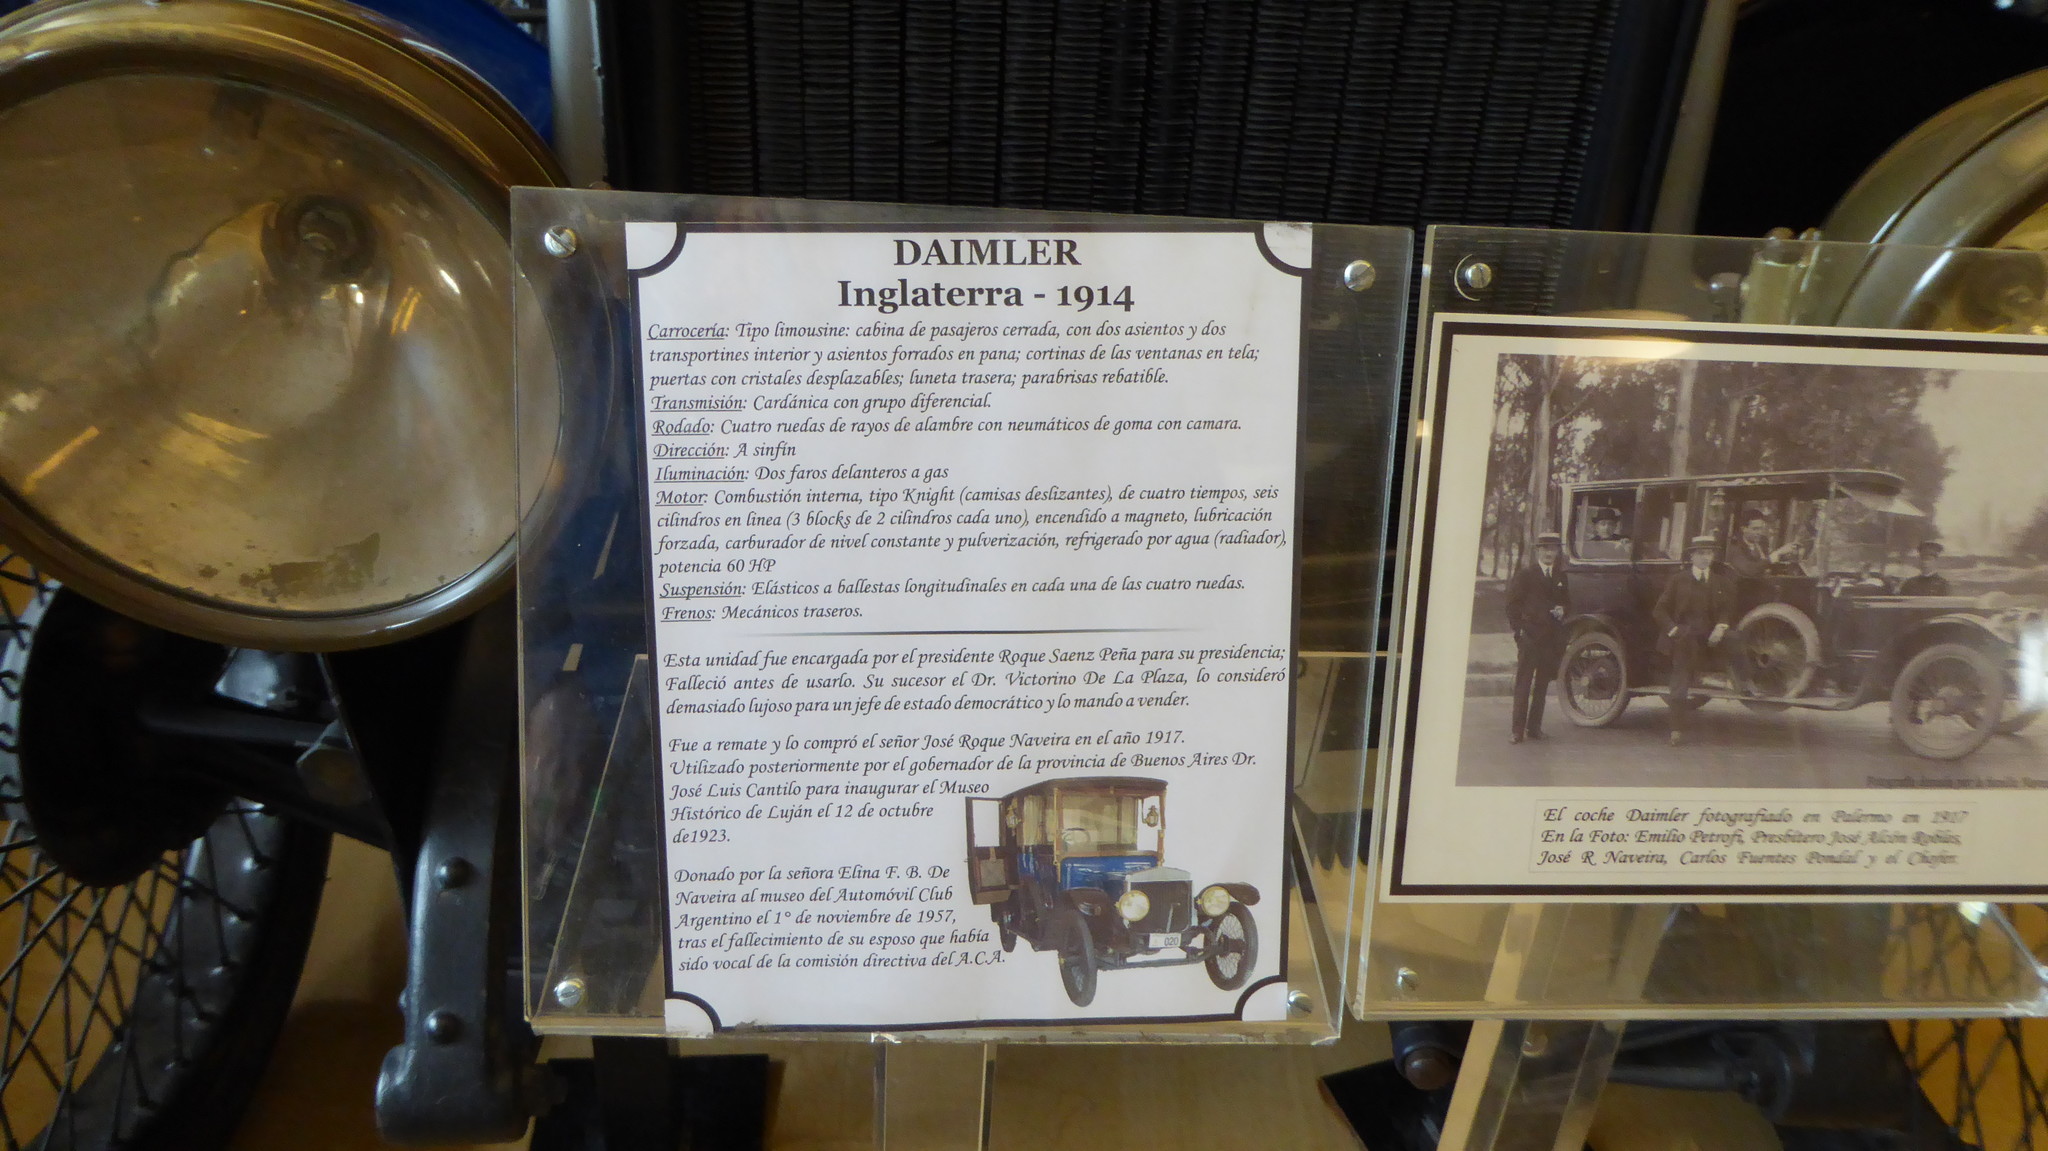 DAIMLER
Inglaterra - 1914
Carrocería: Tipo limousine: cabina de pasajeros cerrada, con dos asientos y dos
transportines interior y asientos forrados en pana; cortinas de las ventanas en tela;
puertas con cristales desplazables; luneta trasera; parabrisas rebatible.
Transmisión: Cardánica con grupo diferencial.
Rodado: Cuatro ruedas de rayos de alambre con neumáticos de goma con camara.
Dirección: A sinfín
Iluminación: Dos faros delanteros a gas
Motor: Combustión interna, tipo Knight (camisas deslizantes), de cuatro tiempos, seis
cilindros en linea (3 blocks de 2 cilindros cada uno), encendido a magneto, lubricación
forzada, carburador de nivel constante y pulverización, refrigerado por agua (radiador),
potencia 60 HP
Suspensión: Elásticos a ballestas longitudinales en cada una de las cuatro ruedas.
Frenos: Mecánicos traseros.
Esta unidad fue encargada por el presidente Roque Saenz Peña para su presidencia;
Falleció antes de usarlo. Su sucesor el Dr. Victorino De La Plaza, lo consideró
demasiado lujoso para un jefe de estado democrático y lo mando a vender.
Fue a remate y lo compró el señor José Roque Naveira en el año 1917.
Utilizado posteriormente por el gobernador de la provincia de Buenos Aires Dr.
José Luis Cantilo para inaugurar el Museo
Histórico de Luján el 12 de octubre
de1923.
Donado por la señora Elina F. B. De
Naveira al museo del Automóvil Club
Argentino el 1° de noviembre de 1957,
tras el fallecimiento de su esposo que había
sido vocal de la comisión directiva del A.C.A.
020
Fotografía donada por la familia
El coche Daimler fotografiado en Palermo en 1917
En la Foto: Emilio Petrofi, Presbítero José Alcón Robles,
José R Naveira, Carlos Fuentes Pondal y el Chofer.